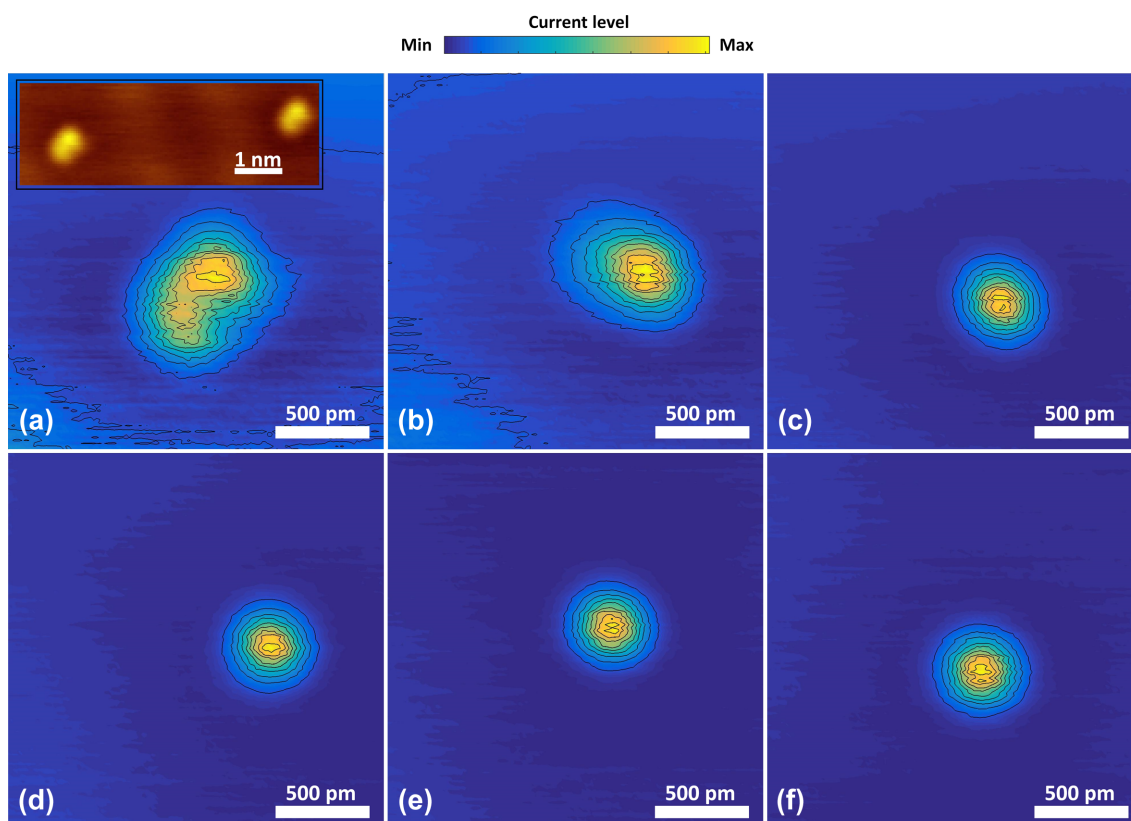 Current level
Min Max
1 nm
500 pm 500 pm 500 pm
(a) (b) (c)
500 pm 500 pm 500 pm
(d) (e) (f)